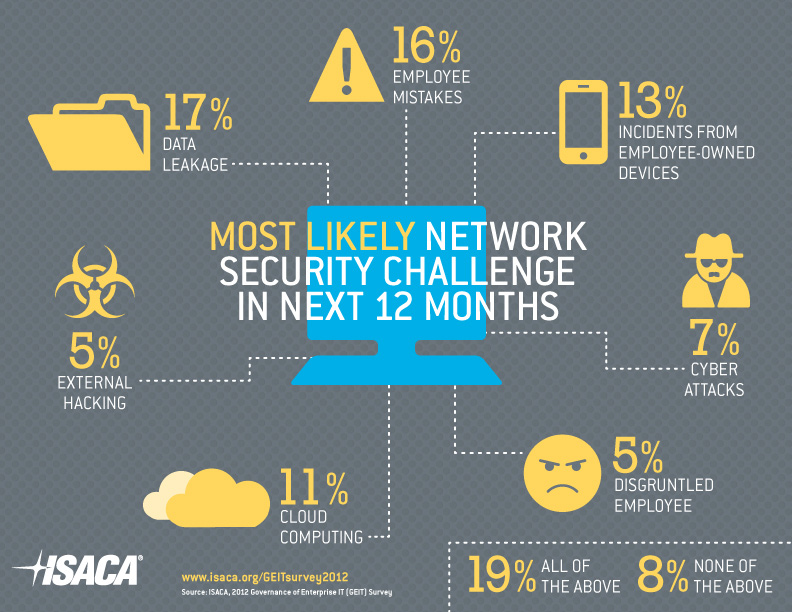 16%
EMPLOYEE
MISTAKES
17%
DATA
LEAKAGE
13%
INCIDENTS FROM
EMPLOYEE-OWNED
DEVICES
MOST LIKELY NETWORK
SECURITY CHALLENGE
IN NEXT 12 MONTHS
5%
EXTERNAL
HACKING
7%
CYBER
ATTACKS
11%
CLOUD
COMPUTING
5%
DISGRUNTLED
EMPLOYEE
19% ALL OF
THE ABOVE
8% NONE OF
THE ABOVE
ISACA®
www.isaca.org/GEITsurvey2012
Source: ISACA, 2012 Governance of Enterprise IT (GEIT) Survey